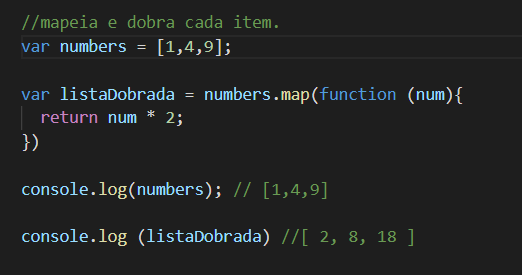 //mapeia e dobra cada item.
var numbers = [1,4,9];
var listaDobrada = numbers.map(function (num){
  return num * 2;
})
console.log(numbers); // [1,4,9]
console.log (listaDobrada) //[ 2, 8, 18 ]